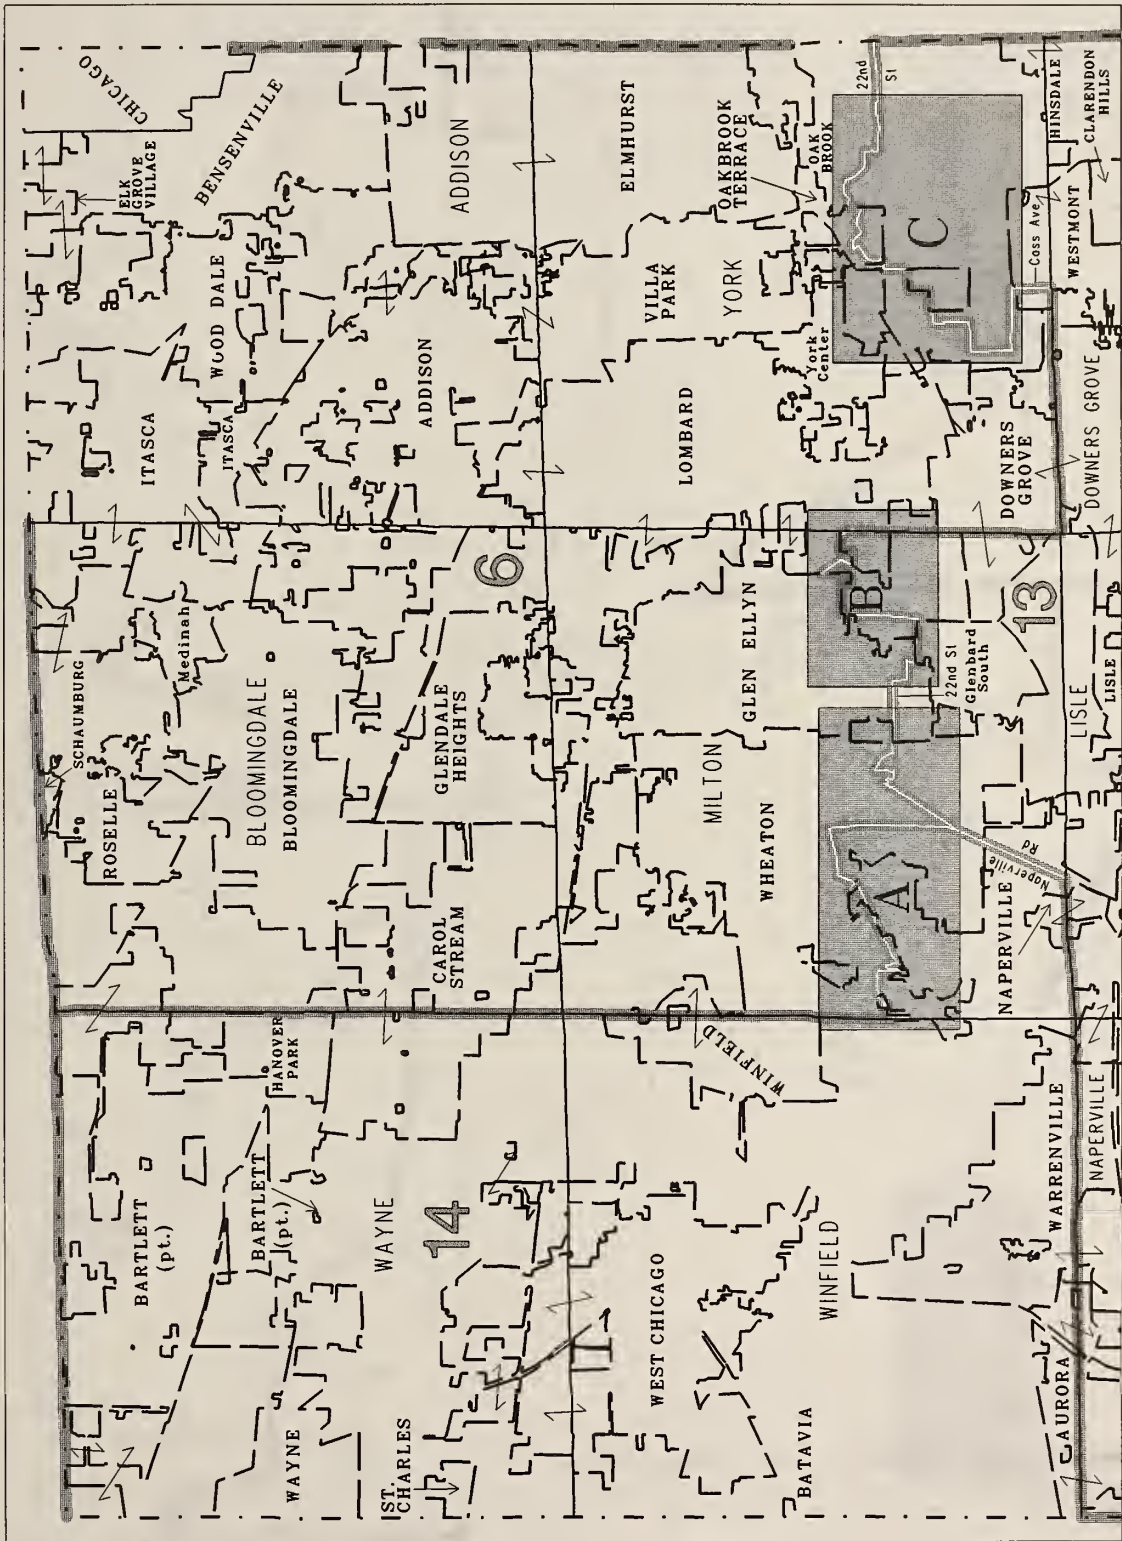 CHICAGO
SCHAUMBURG
ELK
GROVE
VILLAGE
ROSELLE
ITASCA
BARTLETT
(pt.)
Medinah
BENSENVILLE
WOOD DALE
ITASCA
BLOOMINGDALE
BLOOMINGDALE
HANOVER
PARK
BARTLETT
(pt.)
WAYNE
WAYNE
ST.
CHARLES
14
CAROL
STREAM
GLENDALE
HEIGHTS
6
ADDISON
ADDISON
WEST CHICAGO
BATAVIA
WINFIELD
WINFIELD
MILTON
WHEATON
GLEN ELLYN
LOMBARD
VILLA
PARK
YORK
ELMHURST
OAKBROOK
TERRACE
OAK
BROOK
York
Center
22nd
St
A
B
C
22nd St
Glenbard
South
Naperville
Rd
NAPERVILLE
13
DOWNERS
GROVE
Cass Ave
HINSDALE
WESTMONT
CLARENDON
HILLS
AURORA
WARRENVILLE
NAPERVILLE
LISLE
LISLE
DOWNERS GROVE